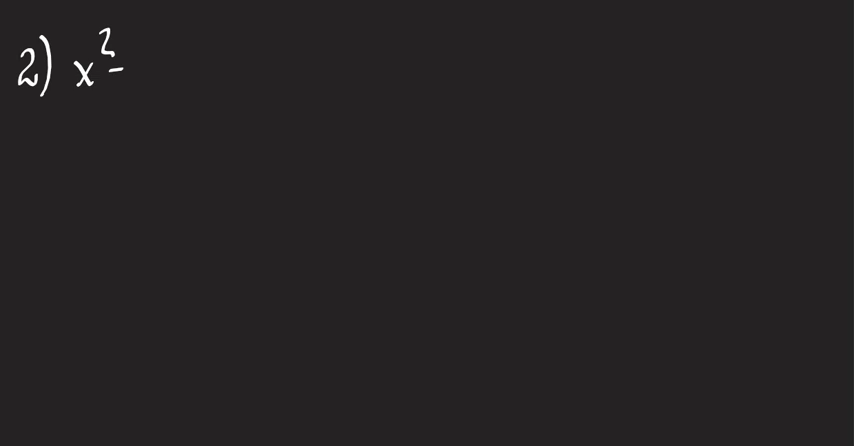 2) x² -